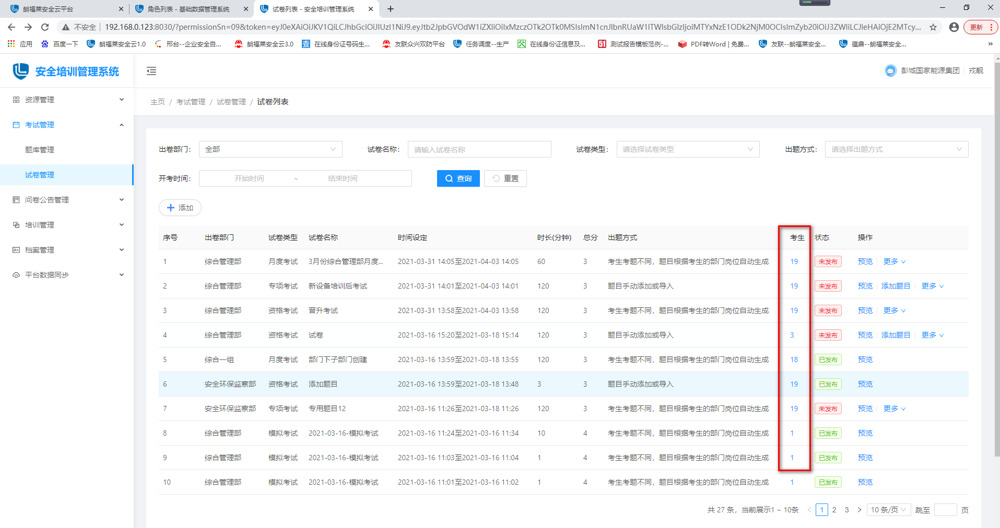 朗福莱安全云平台
角色列表 - 基础数据管理系统
试卷列表 - 安全培训管理系统
不安全
更新
应用
百度一下
朗福莱安全云1.0
邢台--企业安全自...
朗福莱安全云3.0
在线身份证号码生...
友联众兴双防平台
任务调度--生产
在线身份证信息及...
测试报告模板范例-...
PDF转Word | 免费...
友联--朗福莱安全...
蕴鼎--朗福莱安全...
安全培训管理系统
彭城国家能源集团 戎靓
资源管理
考试管理
题库管理
试卷管理
问卷公告管理
培训管理
档案管理
平台数据同步
主页 / 考试管理 / 试卷管理 / 试卷列表
出卷部门: 全部 试卷名称: 请输入试卷名称 试卷类型: 请选择试卷类型 出题方式: 请选择出题方式
开考时间: 开始时间 ~ 结束时间 查询 重置
添加
序号 出卷部门 试卷类型 试卷名称 时间设定 时长(分钟) 总分 出题方式 考生 状态 操作
1 综合管理部 月度考试 3月份综合管理部月度... 2021-03-31 14:05至2021-04-03 14:05 60 3 考生考题不同，题目根据考生的部门岗位自动生成 19 未发布 预览 更多
2 综合管理部 专项考试 新设备培训后考试 2021-03-31 14:01至2021-04-03 14:01 120 3 题目手动添加或导入 19 未发布 预览 添加题目 更多
3 综合管理部 资格考试 晋升考试 2021-03-31 13:58至2021-04-03 13:58 120 3 考生考题不同，题目根据考生的部门岗位自动生成 19 未发布 预览 更多
4 综合管理部 资格考试 试卷 2021-03-16 15:20至2021-03-18 15:14 120 3 题目手动添加或导入 3 未发布 预览 添加题目 更多
5 综合一组 月度考试 部门下子部门创建 2021-03-16 13:59至2021-03-18 13:55 120 3 考生考题不同，题目根据考生的部门岗位自动生成 18 已发布 预览
6 安全环保监察部 资格考试 添加题目 2021-03-16 13:59至2021-03-18 13:48 3 3 题目手动添加或导入 19 已发布 预览
7 安全环保监察部 专项考试 专用题目12 2021-03-16 11:26至2021-03-18 11:26 120 3 考生考题不同，题目根据考生的部门岗位自动生成 19 未发布 预览 更多
8 综合管理部 模拟考试 2021-03-16-模拟考试 2021-03-16 11:24至2021-03-16 11:34 10 4 考生考题不同，题目根据考生的部门岗位自动生成 1 已发布 预览
9 综合管理部 模拟考试 2021-03-16-模拟考试 2021-03-16 11:03至2021-03-16 11:04 1 4 考生考题不同，题目根据考生的部门岗位自动生成 1 已发布 预览
10 综合管理部 模拟考试 2021-03-16-模拟考试 2021-03-16 11:01至2021-03-16 11:02 1 4 考生考题不同，题目根据考生的部门岗位自动生成 1 已发布 预览
共 27 条，当前展示1 ~ 10条 < 1 2 3 > 10 条/页 跳至 页